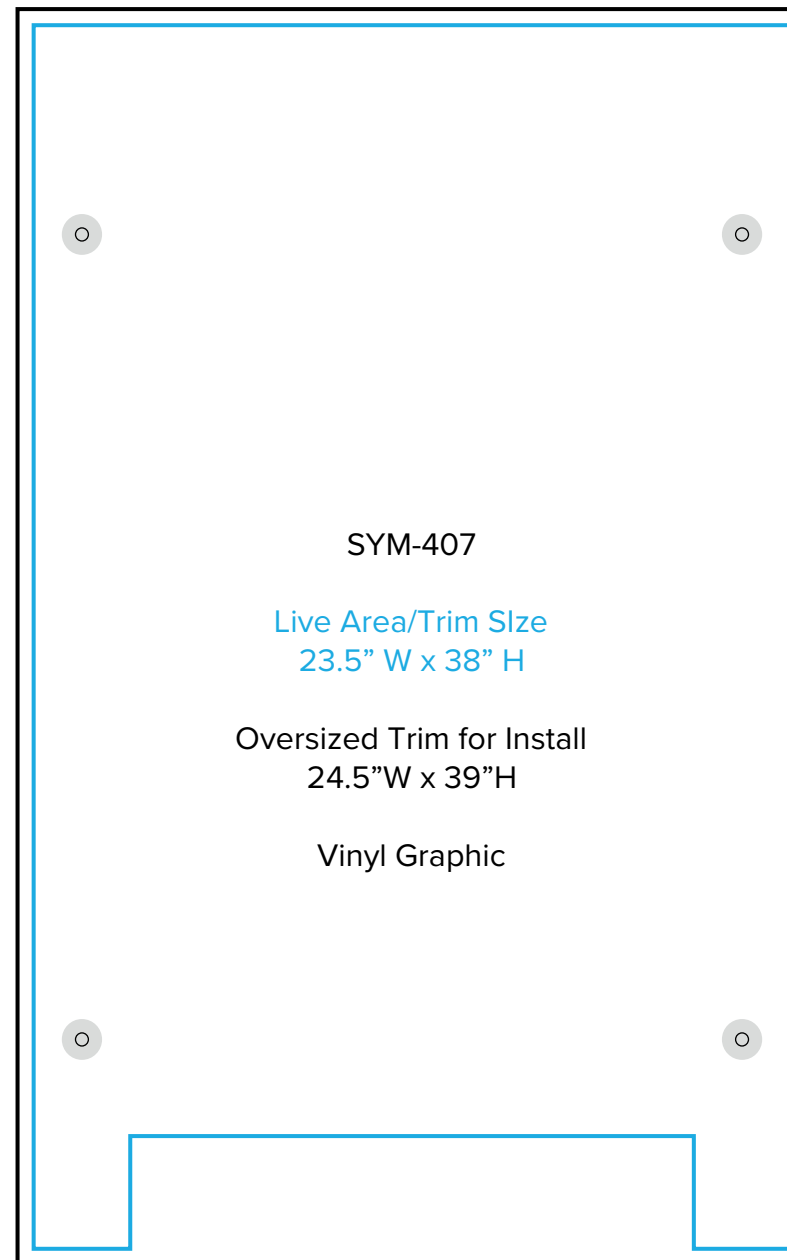 SYM-407
Live Area/Trim SIze
23.5” W x 38” H
Oversized Trim for Install
24.5”W x 39”H
Vinyl Graphic